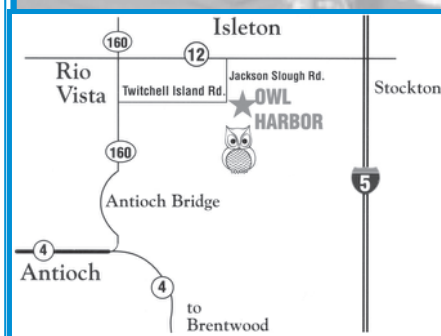 Isleton
160
12
Rio
Vista
Jackson Slough Rd.
Twitchell Island Rd.
OWL
HARBOR
Stockton
160
5
Antioch Bridge
4
Antioch
4
to
Brentwood